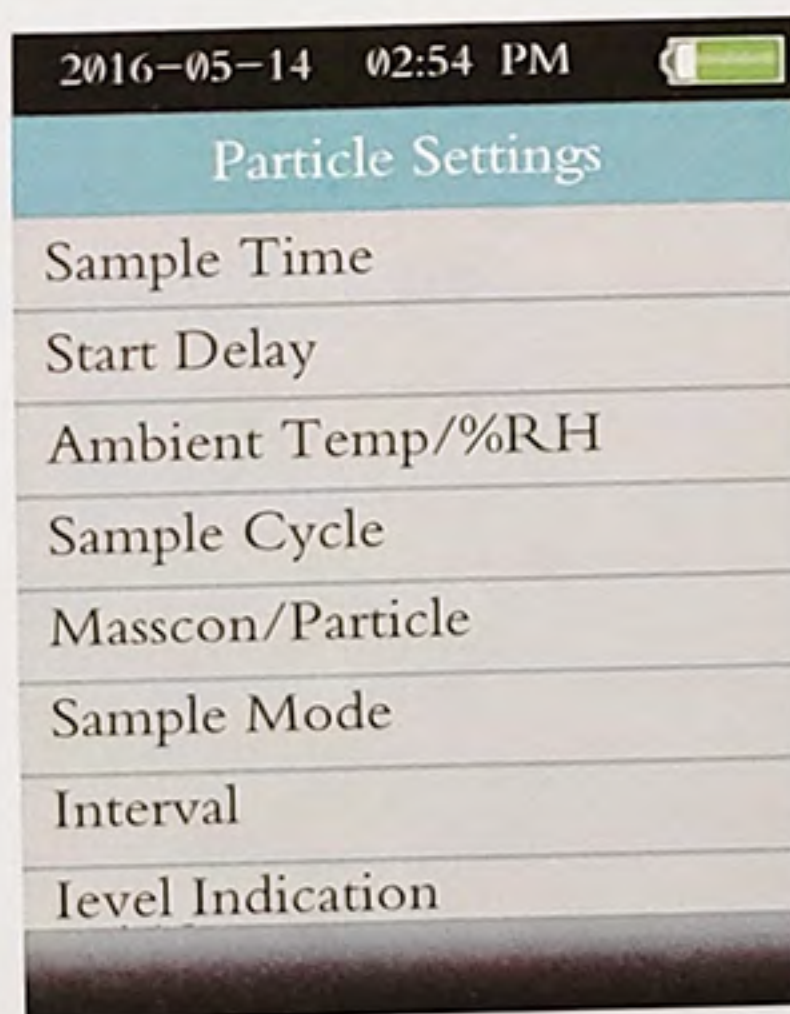 2016-05-14 02:54 PM
Particle Settings
Sample Time
Start Delay
Ambient Temp/%RH
Sample Cycle
Masscon/Particle
Sample Mode
Interval
Ievel Indication